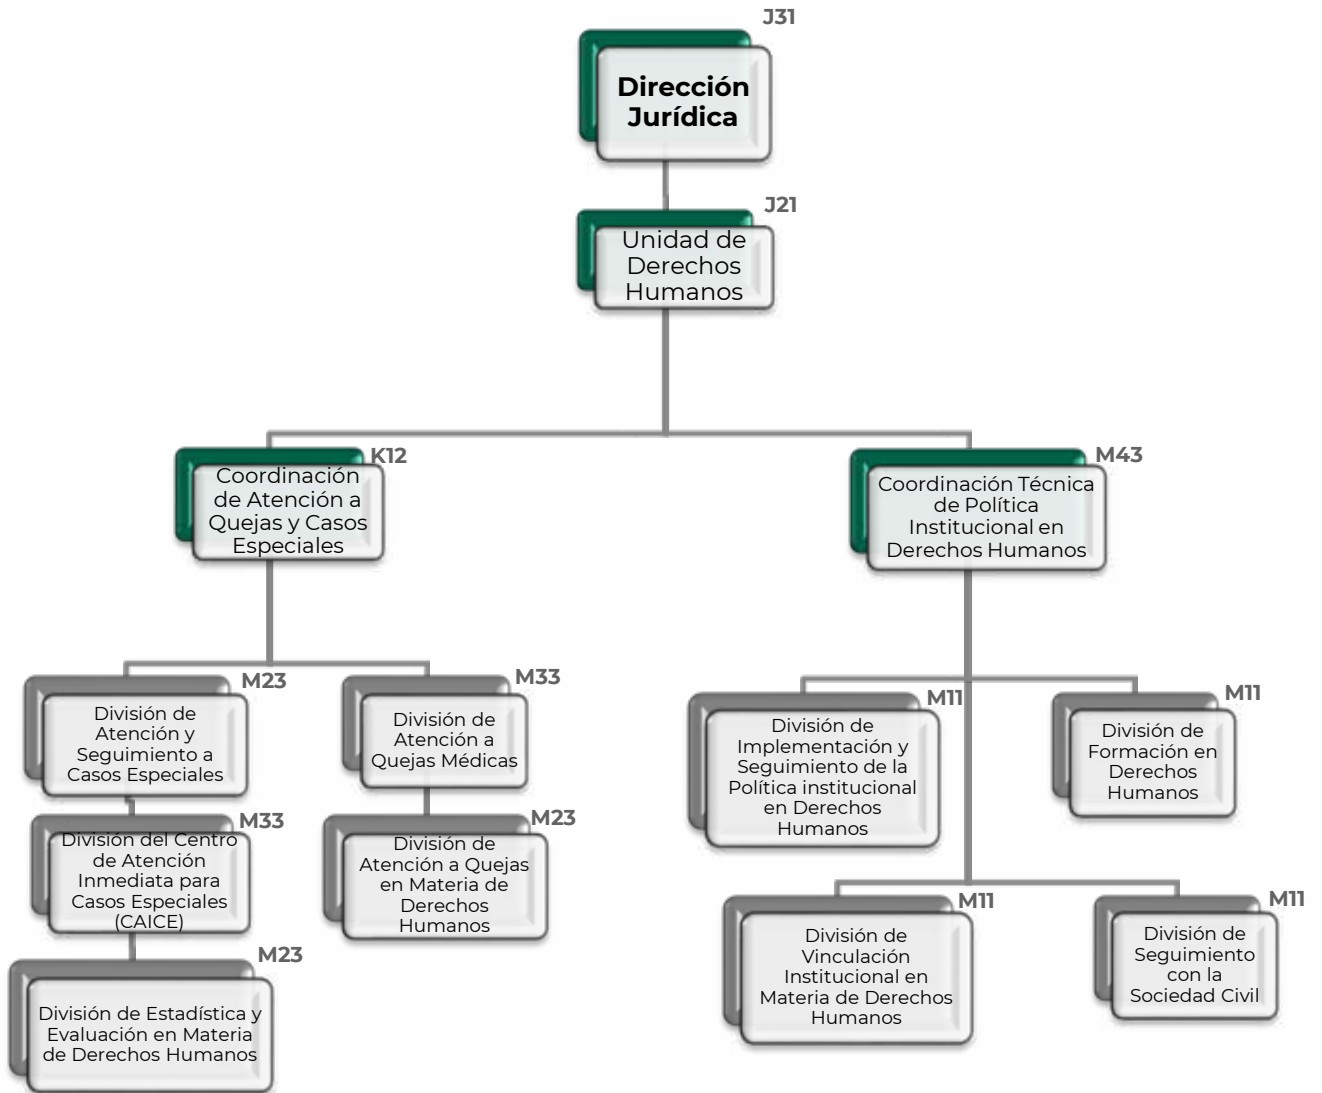 J31
Dirección
Jurídica
J21
Unidad de
Derechos
Humanos
K12
Coordinación
de Atención a
Quejas y Casos
Especiales
M43
Coordinación Técnica
de Política
Institucional en
Derechos Humanos
M23
División de
Atención y
Seguimiento a
Casos Especiales
M33
División de
Atención a
Quejas Médicas
M33
División del Centro
de Atención
Inmediata para
Casos Especiales
(CAICE)
M23
División de
Atención a Quejas
en Materia de
Derechos
Humanos
M23
División de Estadística y
Evaluación en Materia
de Derechos Humanos
M11
División de
Implementación y
Seguimiento de la
Política institucional
en Derechos
Humanos
M11
División de
Formación en
Derechos
Humanos
M11
División de
Vinculación
Institucional en
Materia de Derechos
Humanos
M11
División de
Seguimiento
con la
Sociedad Civil